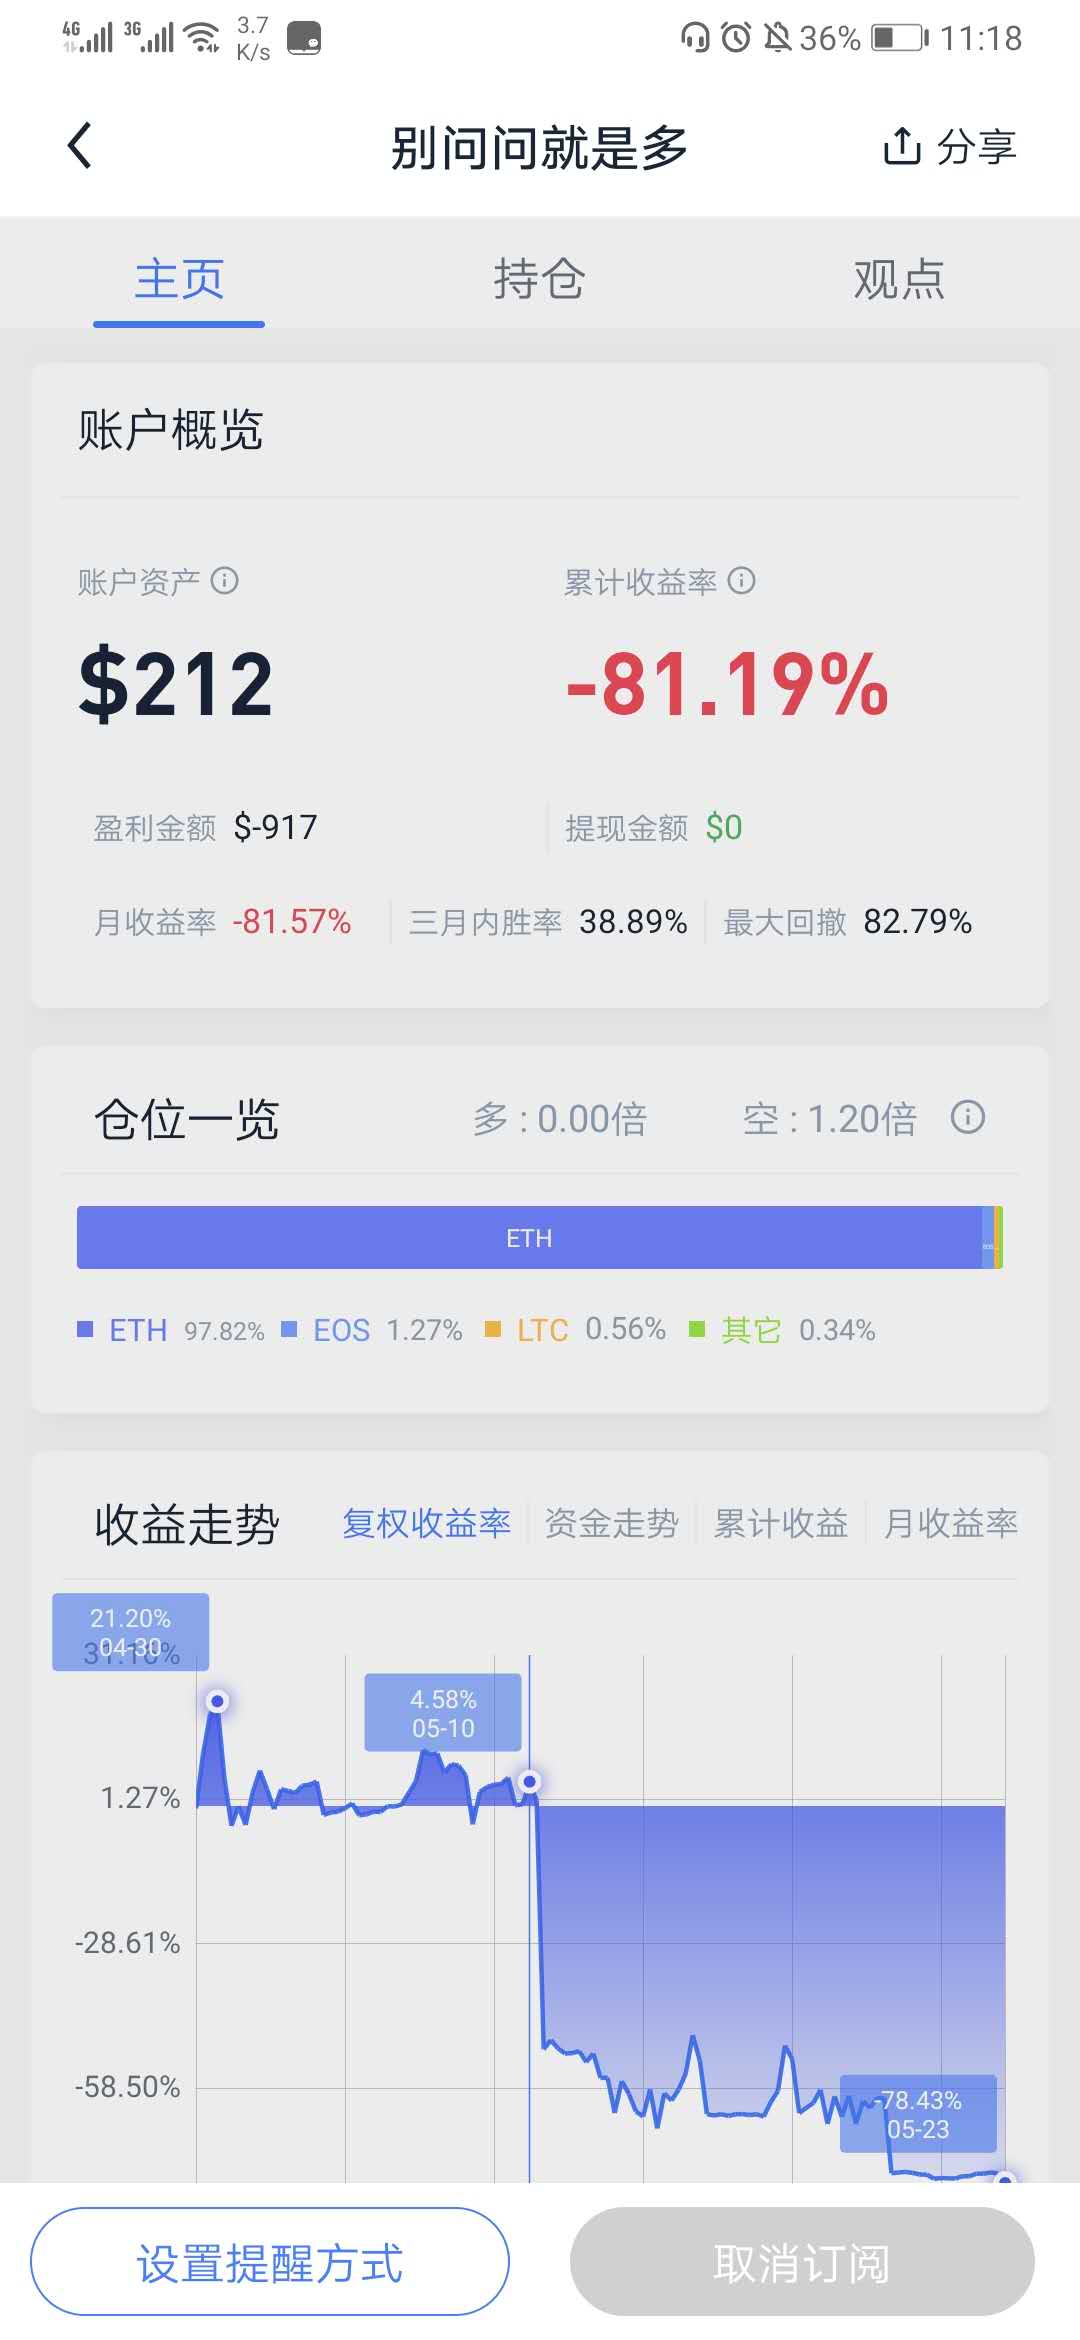 4G 3G 3.7 K/s 36% 11:18
别问问就是多 分享
主页 持仓 观点
账户概览
账户资产 累计收益率
$212 -81.19%
盈利金额 $-917 提现金额 $0
月收益率 -81.57% 三月内胜率 38.89% 最大回撤 82.79%
仓位一览 多 : 0.00倍 空 : 1.20倍
ETH
ETH 97.82% EOS 1.27% LTC 0.56% 其它 0.34%
收益走势 复权收益率 资金走势 累计收益 月收益率
21.20%
04-30
4.58%
05-10
1.27%
-28.61%
-58.50%
-78.43%
05-23
设置提醒方式 取消订阅